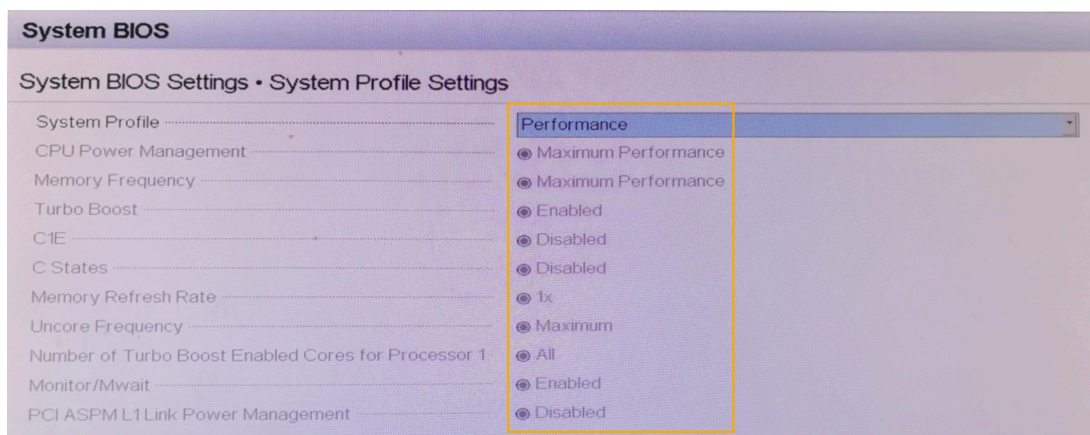 System BIOS
System BIOS Settings • System Profile Settings
System Profile Performance
CPU Power Management Maximum Performance
Memory Frequency Maximum Performance
Turbo Boost Enabled
C1E Disabled
C States Disabled
Memory Refresh Rate 1x
Uncore Frequency Maximum
Number of Turbo Boost Enabled Cores for Processor 1 All
Monitor/Mwait Enabled
PCI ASPM L1 Link Power Management Disabled